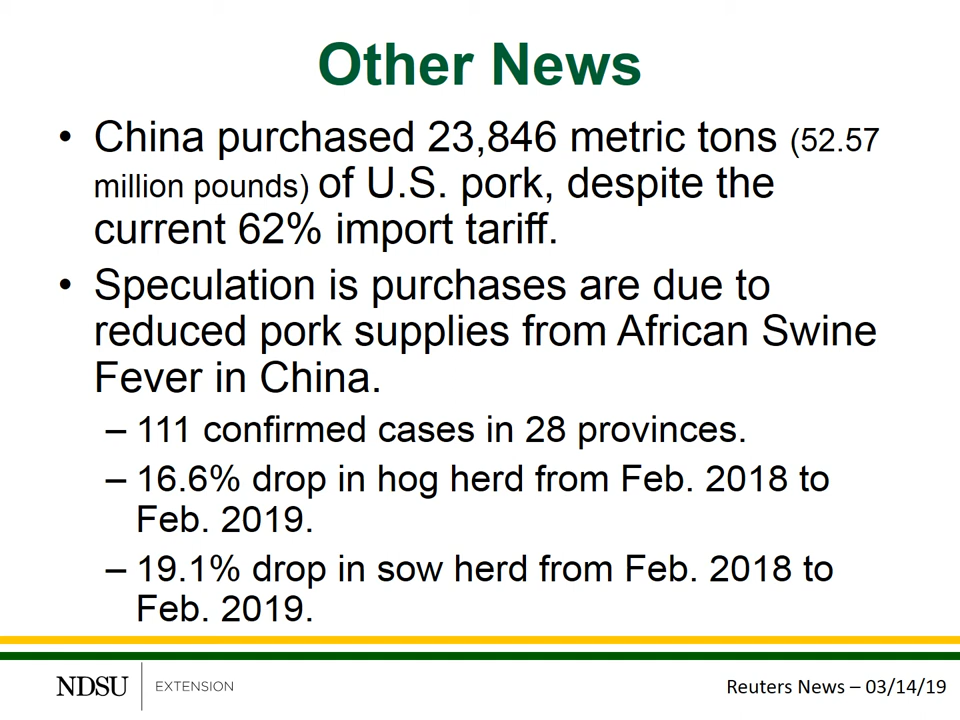 Other News
• China purchased 23,846 metric tons (52.57
million pounds) of U.S. pork, despite the
current 62% import tariff.
• Speculation is purchases are due to
reduced pork supplies from African Swine
Fever in China.
– 111 confirmed cases in 28 provinces.
– 16.6% drop in hog herd from Feb. 2018 to
Feb. 2019.
– 19.1% drop in sow herd from Feb. 2018 to
Feb. 2019.
NDSU EXTENSION
Reuters News – 03/14/19